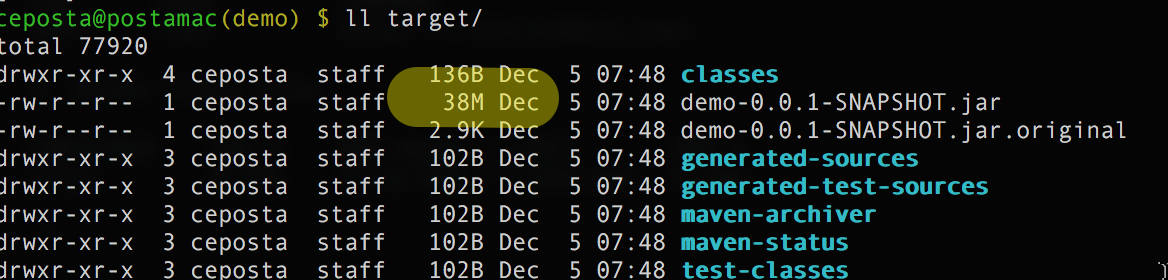 ceposta@postamac(demo) $ ll target/
total 77920
drwxr-xr-x 4 ceposta staff 136B Dec 5 07:48 classes
-rw-r--r-- 1 ceposta staff 38M Dec 5 07:48 demo-0.0.1-SNAPSHOT.jar
-rw-r--r-- 1 ceposta staff 2.9K Dec 5 07:48 demo-0.0.1-SNAPSHOT.jar.original
drwxr-xr-x 3 ceposta staff 102B Dec 5 07:48 generated-sources
drwxr-xr-x 3 ceposta staff 102B Dec 5 07:48 generated-test-sources
drwxr-xr-x 3 ceposta staff 102B Dec 5 07:48 maven-archiver
drwxr-xr-x 3 ceposta staff 102B Dec 5 07:48 maven-status
drwxr-xr-x 3 ceposta staff 102B Dec 5 07:48 test-classes